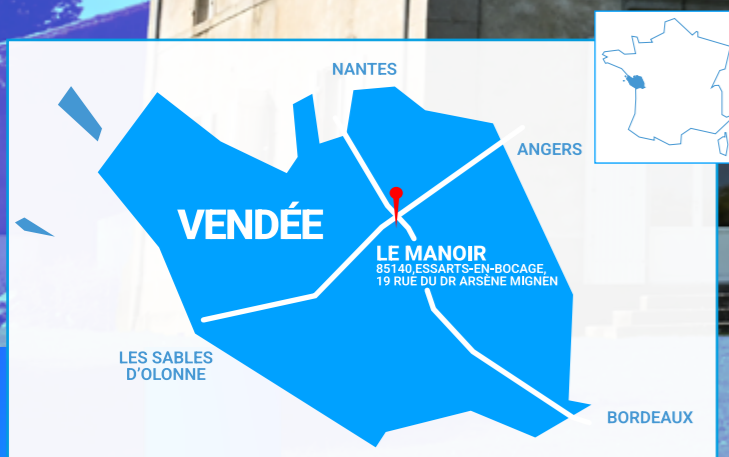 NANTES
ANGERS
VENDÉE
LE MANOIR
85140,ESSARTS-EN-BOCAGE,
19 RUE DU DR ARSÈNE MIGNEN
LES SABLES
D'OLONNE
BORDEAUX